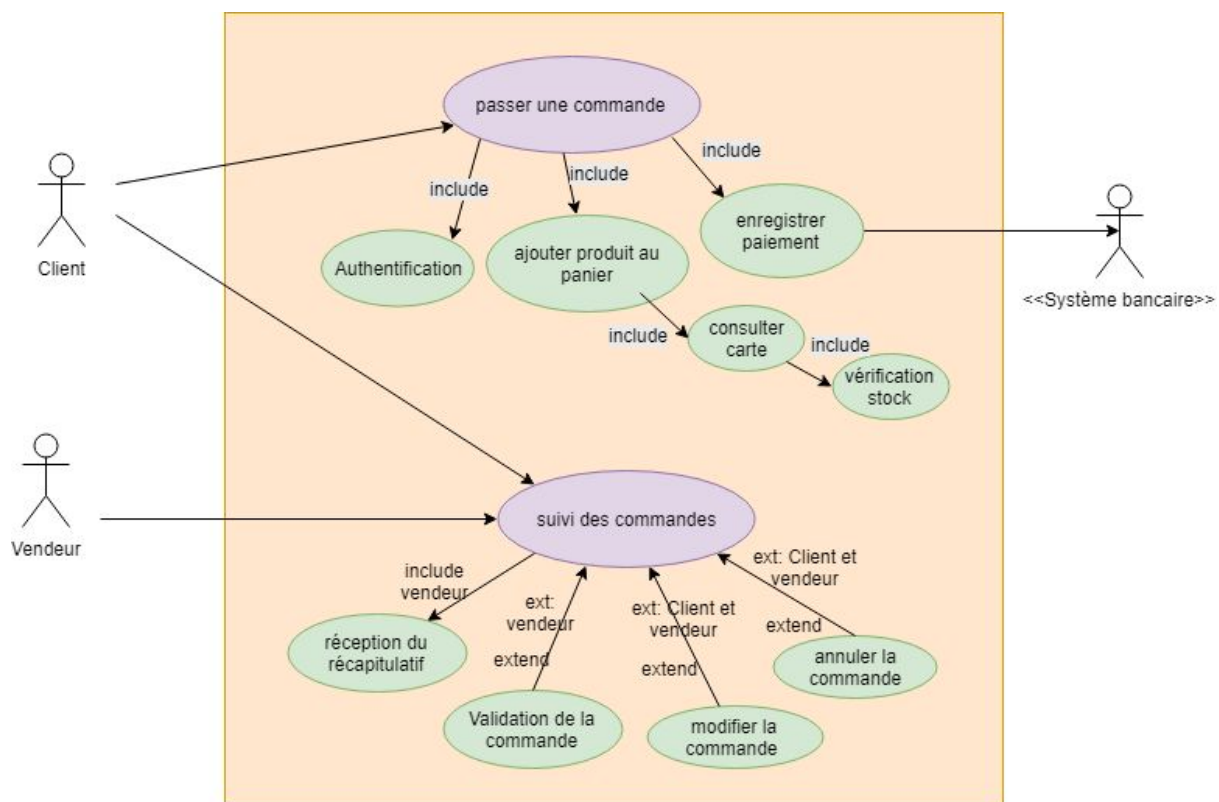 passer une commande
include
include
include
Client
Authentification
ajouter produit au
panier
enregistrer
paiement
<<Système bancaire>>
include
consulter
carte
include
vérification
stock
Vendeur
suivi des commandes
include
vendeur
ext:
vendeur
ext: Client et
vendeur
ext: Client et
vendeur
extend
extend
extend
réception du
récapitulatif
Validation de la
commande
modifier la
commande
annuler la
commande